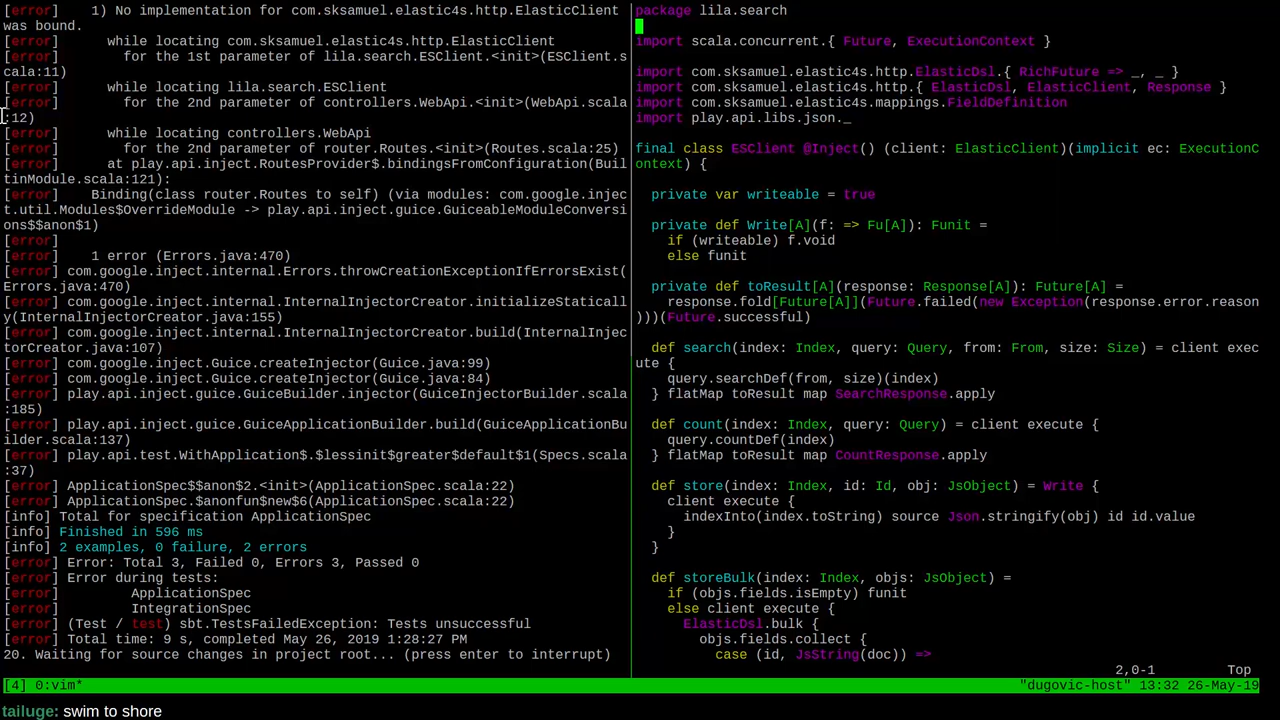 [error]      1) No implementation for com.sksamuel.elastic4s.http.ElasticClient
was bound.
[error]      while locating com.sksamuel.elastic4s.http.ElasticClient
[error]        for the 1st parameter of lila.search.ESClient.<init>(ESClient.s
cala:11)
[error]      while locating lila.search.ESClient
[error]        for the 2nd parameter of controllers.WebApi.<init>(WebApi.scala
:12)
[error]      while locating controllers.WebApi
[error]        for the 2nd parameter of router.Routes.<init>(Routes.scala:25)
[error]      at play.api.inject.RoutesProvider$.bindingsFromConfiguration(Buil
tinModule.scala:121):
[error]    Binding(class router.Routes to self) (via modules: com.google.injec
t.util.Modules$OverrideModule -> play.api.inject.guice.GuiceableModuleConversi
ons$$anon$1)
[error]
[error]    1 error (Errors.java:470)
[error] com.google.inject.internal.Errors.throwCreationExceptionIfErrorsExist(
Errors.java:470)
[error] com.google.inject.internal.InternalInjectorCreator.initializeStaticall
y(InternalInjectorCreator.java:155)
[error] com.google.inject.internal.InternalInjectorCreator.build(InternalInjec
torCreator.java:107)
[error] com.google.inject.Guice.createInjector(Guice.java:99)
[error] com.google.inject.Guice.createInjector(Guice.java:84)
[error] play.api.inject.guice.GuiceBuilder.injector(GuiceInjectorBuilder.scala
:185)
[error] play.api.inject.guice.GuiceApplicationBuilder.build(GuiceApplicationBu
ilder.scala:137)
[error] play.api.test.WithApplication$.$lessinit$greater$default$1(Specs.scala
:37)
[error] ApplicationSpec$$anon$2.<init>(ApplicationSpec.scala:22)
[error] ApplicationSpec.$anonfun$new$6(ApplicationSpec.scala:22)
[info] Total for specification ApplicationSpec
[info] Finished in 596 ms
[info] 2 examples, 0 failure, 2 errors
[error] Error: Total 3, Failed 0, Errors 3, Passed 0
[error] Error during tests:
[error]         ApplicationSpec
[error]         IntegrationSpec
[error] (Test / test) sbt.TestsFailedException: Tests unsuccessful
[error] Total time: 9 s, completed May 26, 2019 1:28:27 PM
20. Waiting for source changes in project root... (press enter to interrupt)
package lila.search
import scala.concurrent.{ Future, ExecutionContext }
import com.sksamuel.elastic4s.http.ElasticDsl.{ RichFuture => _, _ }
import com.sksamuel.elastic4s.http.{ ElasticDsl, ElasticClient, Response }
import com.sksamuel.elastic4s.mappings.FieldDefinition
import play.api.libs.json._
final class ESClient @Inject() (client: ElasticClient)(implicit ec: ExecutionC
ontext) {
  private var writeable = true
  private def Write[A](f: => Fu[A]): Funit =
    if (writeable) f.void
    else funit
  private def toResult[A](response: Response[A]): Future[A] =
    response.fold[Future[A]](Future.failed(new Exception(response.error.reason
)))(Future.successful)
  def search(index: Index, query: Query, from: From, size: Size) = client exec
ute {
    query.searchDef(from, size)(index)
  } flatMap toResult map SearchResponse.apply
  def count(index: Index, query: Query) = client execute {
    query.countDef(index)
  } flatMap toResult map CountResponse.apply
  def store(index: Index, id: Id, obj: JsObject) = Write {
    client execute {
      indexInto(index.toString) source Json.stringify(obj) id id.value
    }
  }
  def storeBulk(index: Index, objs: JsObject) =
    if (objs.fields.isEmpty) funit
    else client execute {
      ElasticDsl.bulk {
        objs.fields.collect {
          case (id, JsString(doc)) =>
2,0-1         Top
[4] 0:vim*
"dugovic-host" 13:32 26-May-19
tailuge: swim to shore